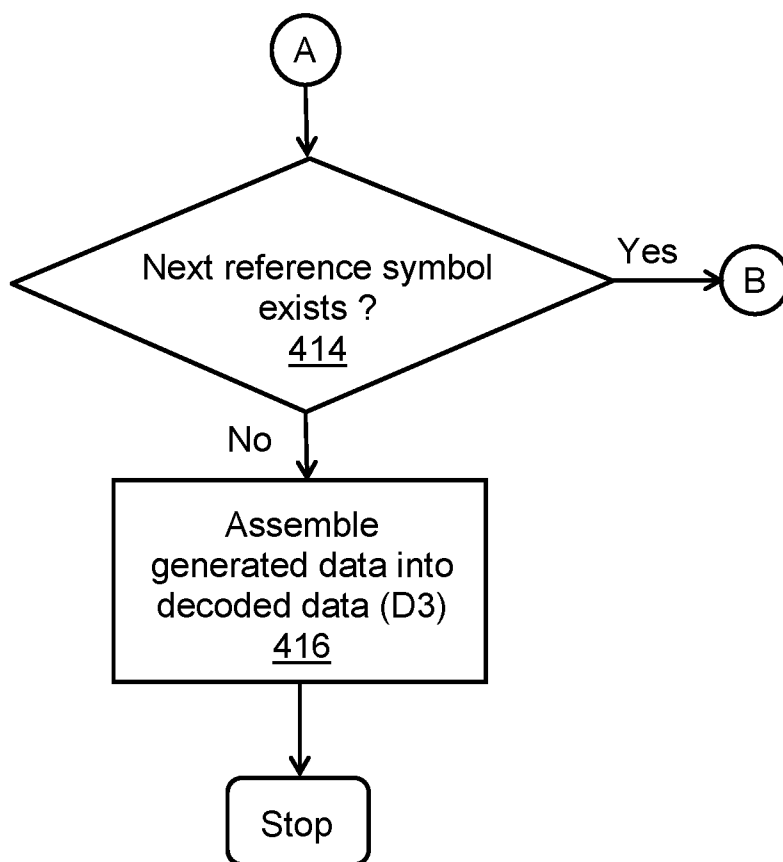 A
Next reference symbol
exists ?
414
Yes
B
No
Assemble
generated data into
decoded data (D3)
416
Stop